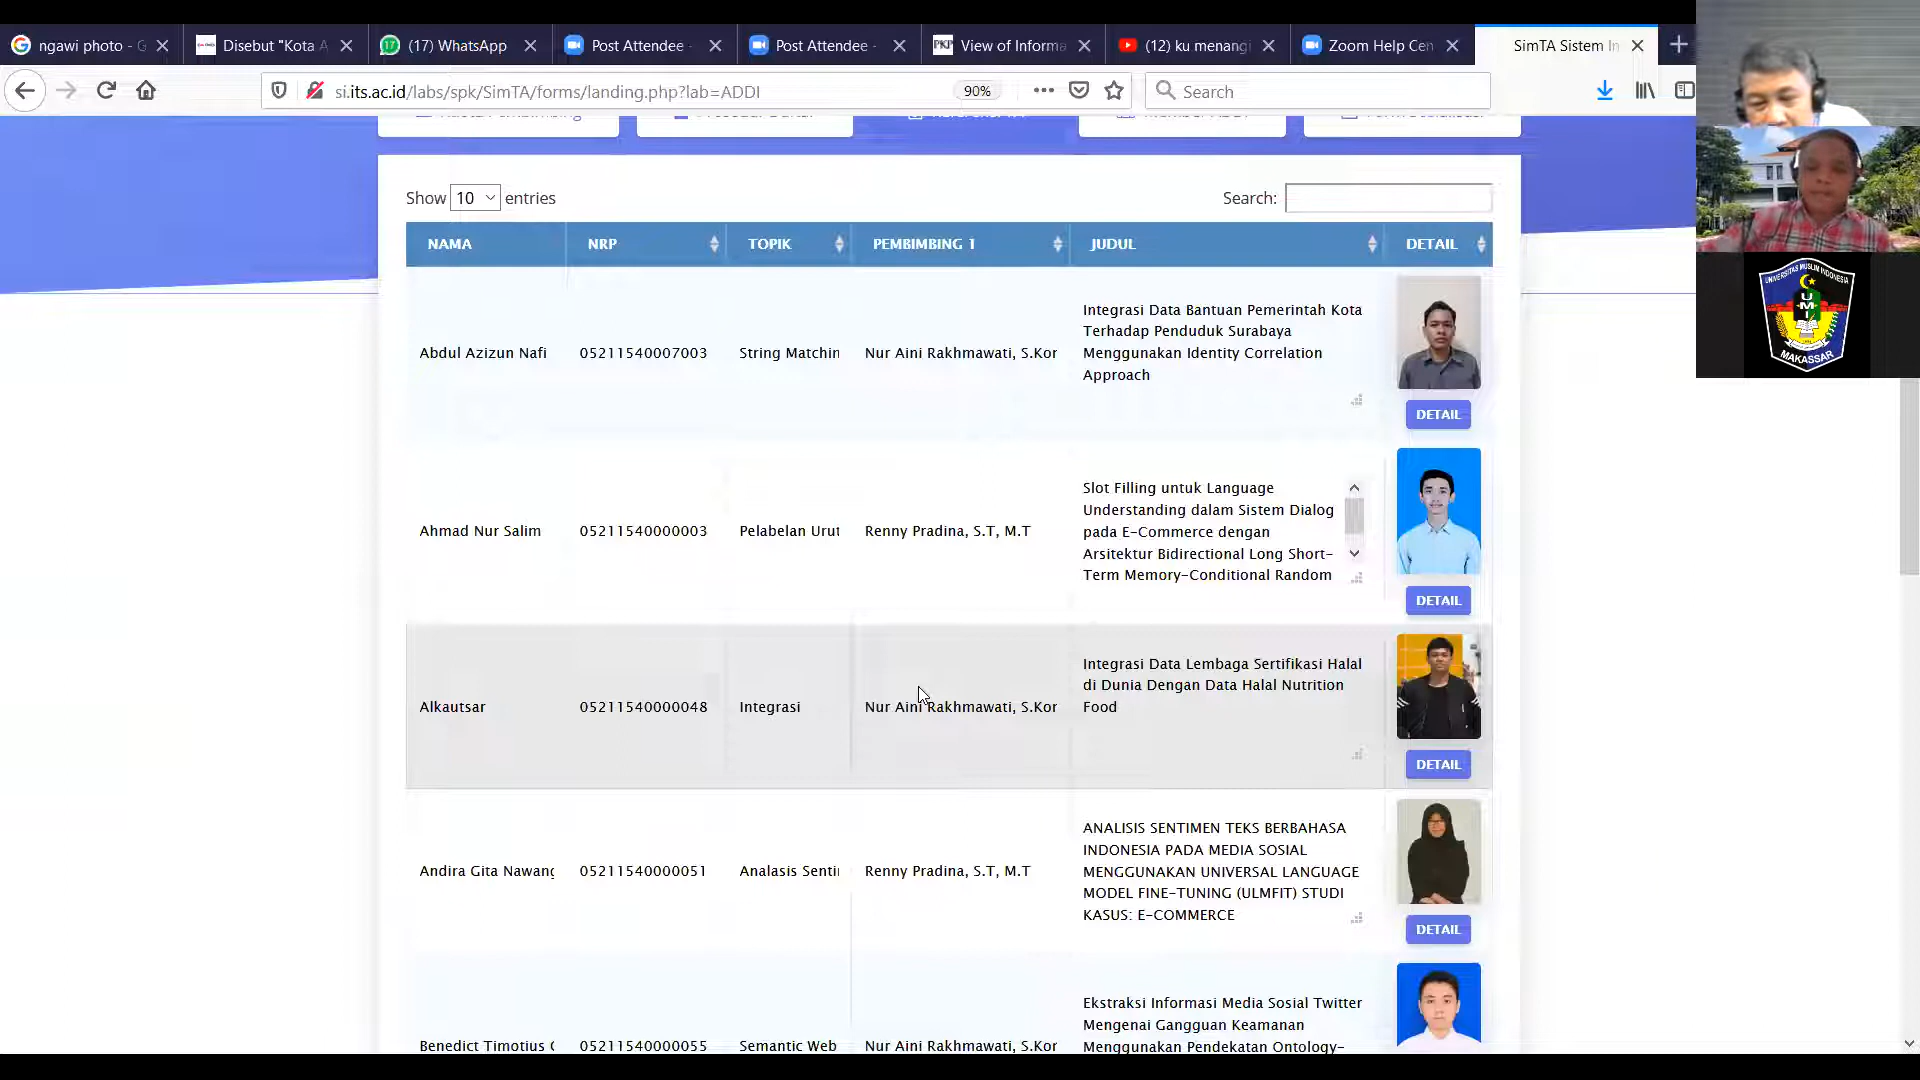 ngawi photo - G
Disebut "Kota A
(17) WhatsApp
Post Attendee -
Post Attendee -
View of Informa
(12) ku menangi
Zoom Help Cen
SimTA Sistem In
si.its.ac.id/labs/spk/SimTA/forms/landing.php?lab=ADDI
90%
Search
Show 10 entries
Search:
NAMA NRP TOPIK PEMBIMBING 1 JUDUL DETAIL
Abdul Azizun Nafi 05211540007003 String Matchin Nur Aini Rakhmawati, S.Kor
Integrasi Data Bantuan Pemerintah Kota
Terhadap Penduduk Surabaya
Menggunakan Identity Correlation
Approach
DETAIL
Ahmad Nur Salim 05211540000003 Pelabelan Urut Renny Pradina, S.T, M.T
Slot Filling untuk Language
Understanding dalam Sistem Dialog
pada E-Commerce dengan
Arsitektur Bidirectional Long Short-
Term Memory-Conditional Random
DETAIL
Alkautsar 05211540000048 Integrasi Nur Aini Rakhmawati, S.Kor
Integrasi Data Lembaga Sertifikasi Halal
di Dunia Dengan Data Halal Nutrition
Food
DETAIL
Andira Gita Nawang 05211540000051 Analasis Senti Renny Pradina, S.T, M.T
ANALISIS SENTIMEN TEKS BERBAHASA
INDONESIA PADA MEDIA SOSIAL
MENGGUNAKAN UNIVERSAL LANGUAGE
MODEL FINE-TUNING (ULMFIT) STUDI
KASUS: E-COMMERCE
DETAIL
Benedict Timotius 05211540000055 Semantic Web Nur Aini Rakhmawati, S.Kor
Ekstraksi Informasi Media Sosial Twitter
Mengenai Gangguan Keamanan
Menggunakan Pendekatan Ontology-
UNIVERSITAS MUSLIM INDONESIA
UMI
MAKASSAR